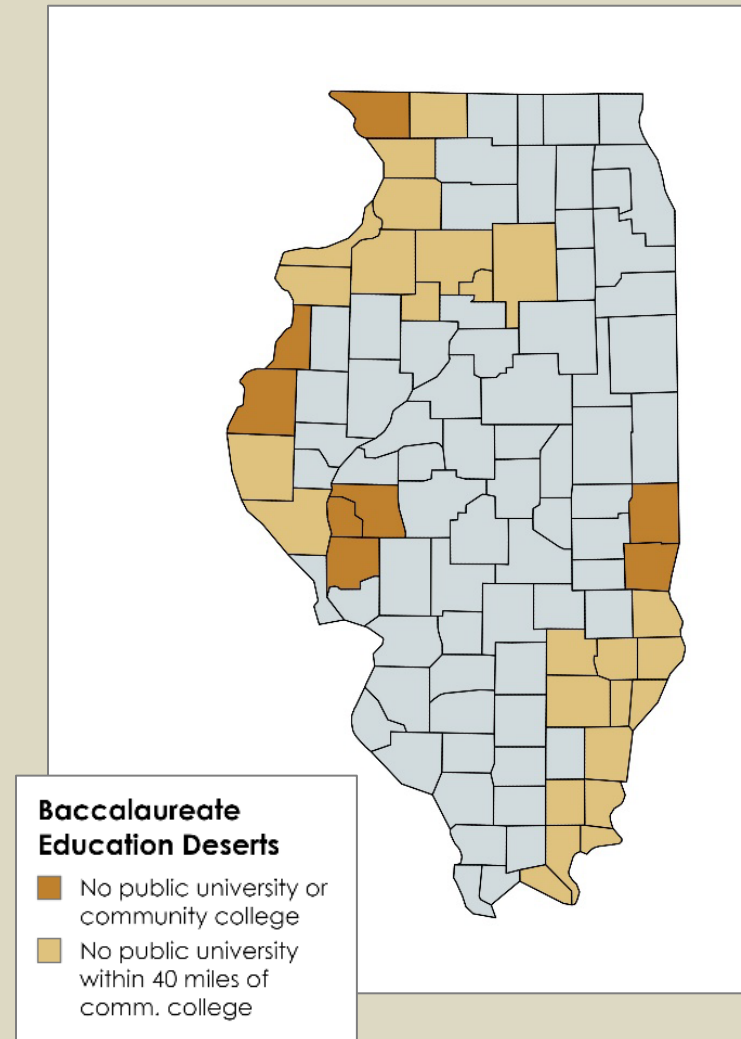 Baccalaureate
Education Deserts
No public university or
community college
No public university
within 40 miles of
comm. college